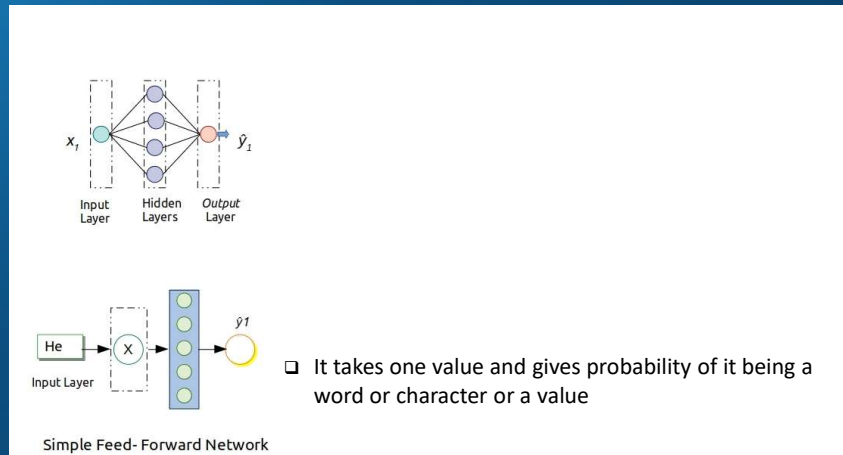 x₁
ŷ₁
Input
Layer
Hidden
Layers
Output
Layer
He
Input Layer
X
ŷ1
Simple Feed- Forward Network
❑ It takes one value and gives probability of it being a
word or character or a value